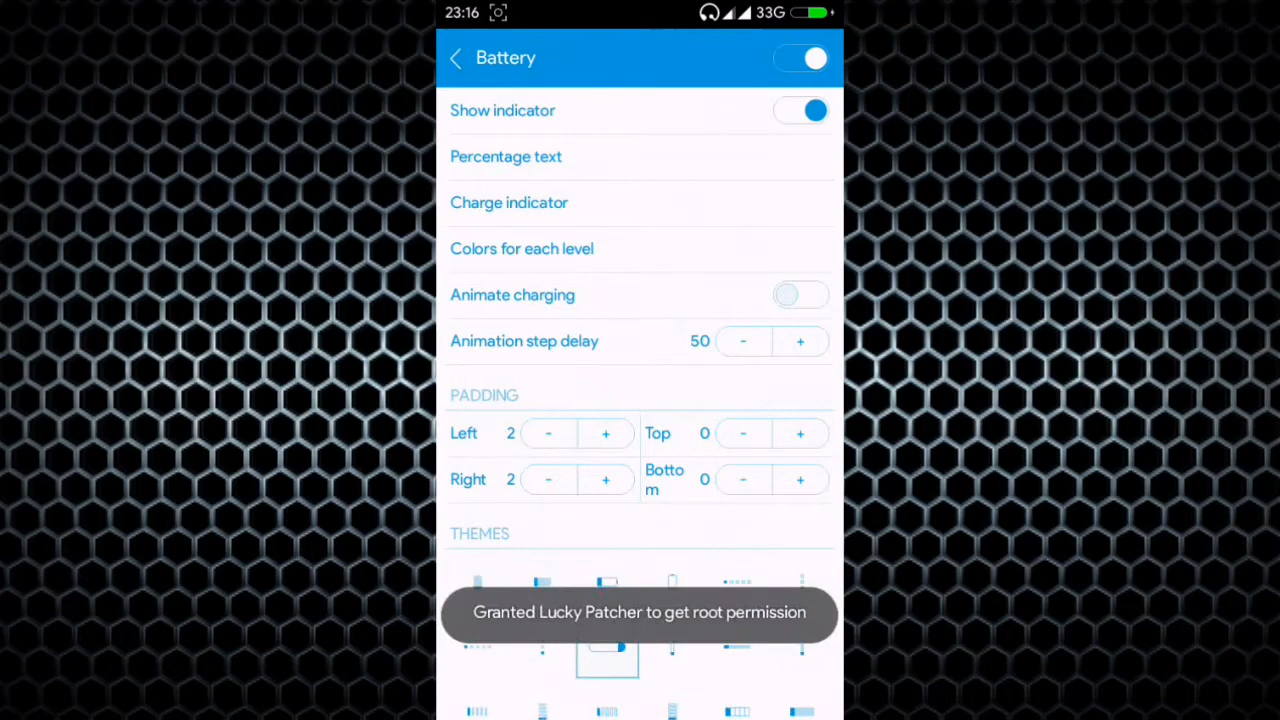 23:16 33G
Battery
Show indicator
Percentage text
Charge indicator
Colors for each level
Animate charging
Animation step delay 50 - +
PADDING
Left 2 - + Top 0 - +
Right 2 - + Botto
m 0 - +
THEMES
Granted Lucky Patcher to get root permission